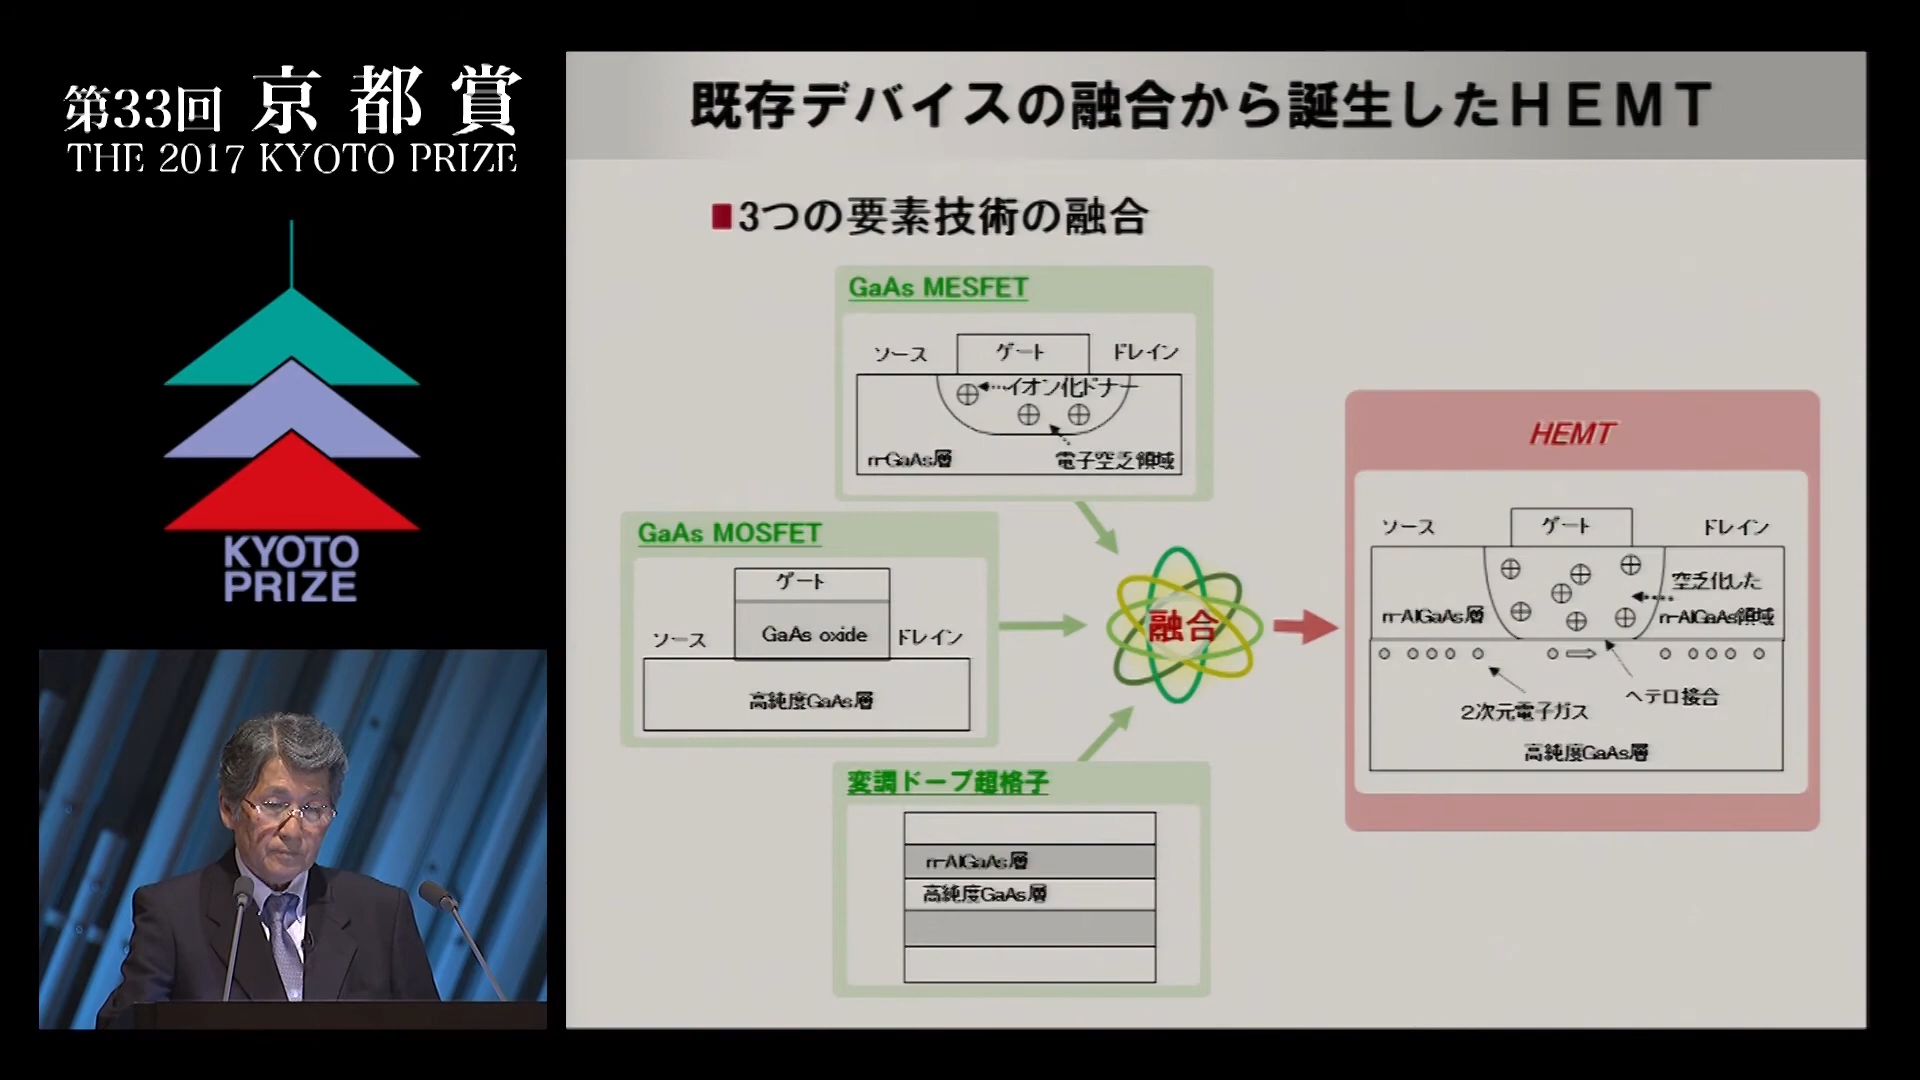 第33回 京都賞
THE 2017 KYOTO PRIZE
KYOTO
PRIZE
既存デバイスの融合から誕生したHEMT
■3つの要素技術の融合
GaAs MESFET
ソース
ゲート
ドレイン
イオン化ドナー
n-GaAs層
電子空乏領域
GaAs MOSFET
ゲート
GaAs oxide
ソース
ドレイン
高純度GaAs層
変調ドープ超格子
n-AlGaAs層
高純度GaAs層
融合
HEMT
ソース
ゲート
ドレイン
n-AlGaAs層
空乏化した
n-AlGaAs領域
ヘテロ接合
2次元電子ガス
高純度GaAs層